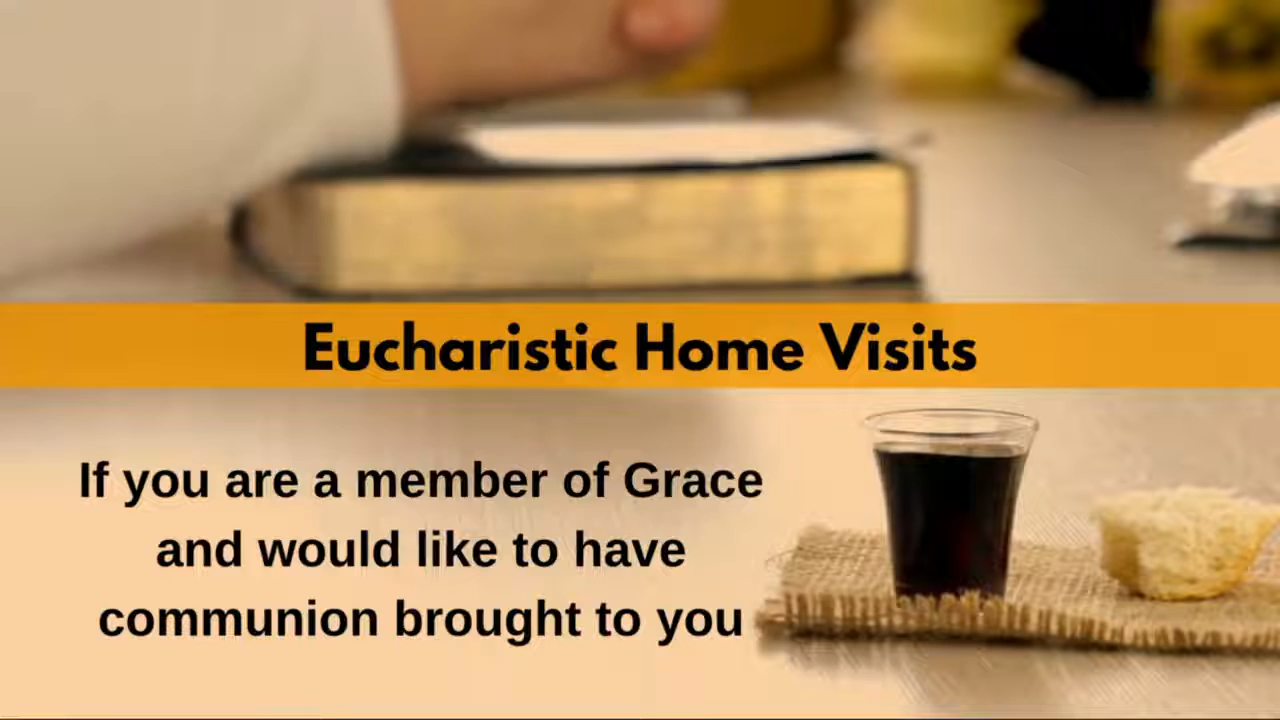 Eucharistic Home Visits
If you are a member of Grace
and would like to have
communion brought to you